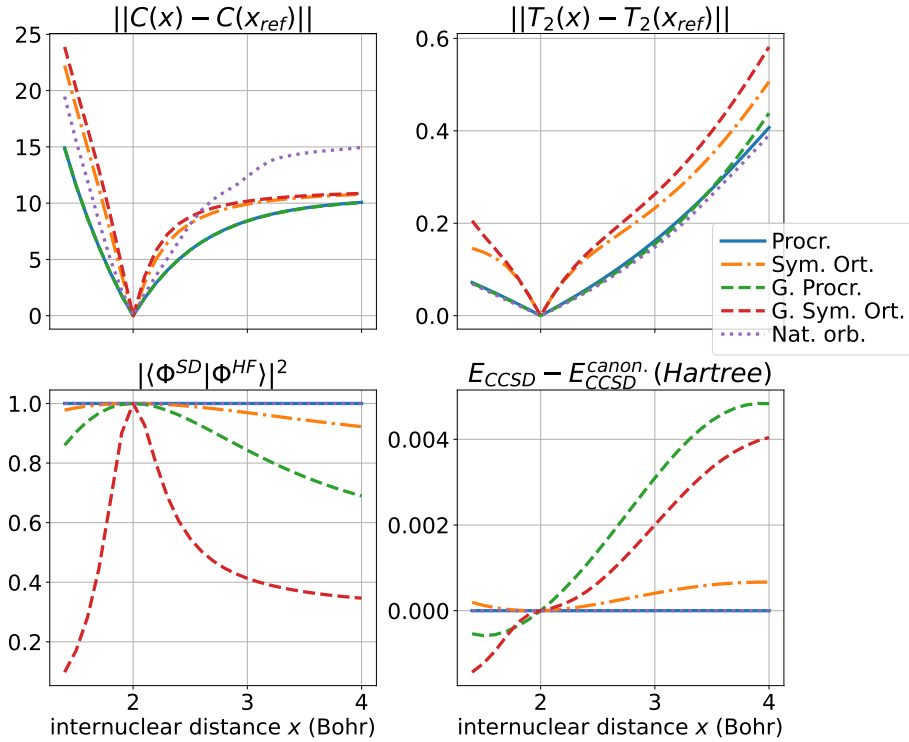 ||C(x) − C(x_ref)||
||T_2(x) − T_2(x_ref)||
25
20
15
10
5
0
0.6
0.4
0.2
0.0
Procr.
Sym. Ort.
G. Procr.
G. Sym. Ort.
Nat. orb.
|⟨Φ^SD|Φ^HF⟩|^2
E_CCSD − E_CCSD^canon. (Hartree)
1.0
0.8
0.6
0.4
0.2
0.004
0.002
0.000
2 3 4
2 3 4
internuclear distance x (Bohr)
internuclear distance x (Bohr)